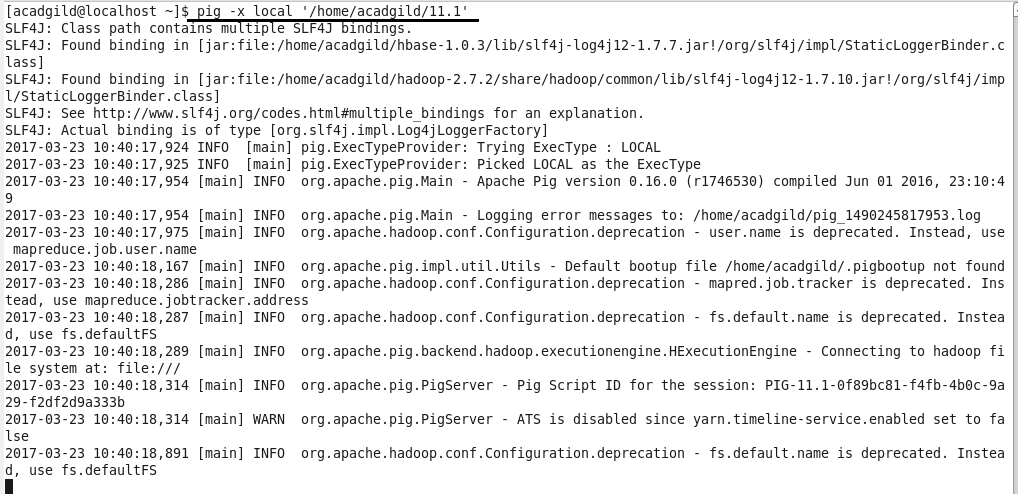 [acadgild@localhost ~]$ pig -x local '/home/acadgild/11.1'
SLF4J: Class path contains multiple SLF4J bindings.
SLF4J: Found binding in [jar:file:/home/acadgild/hbase-1.0.3/lib/slf4j-log4j12-1.7.7.jar!/org/slf4j/impl/StaticLoggerBinder.c
lass]
SLF4J: Found binding in [jar:file:/home/acadgild/hadoop-2.7.2/share/hadoop/common/lib/slf4j-log4j12-1.7.10.jar!/org/slf4j/imp
l/StaticLoggerBinder.class]
SLF4J: See http://www.slf4j.org/codes.html#multiple_bindings for an explanation.
SLF4J: Actual binding is of type [org.slf4j.impl.Log4jLoggerFactory]
2017-03-23 10:40:17,924 INFO  [main] pig.ExecTypeProvider: Trying ExecType : LOCAL
2017-03-23 10:40:17,925 INFO  [main] pig.ExecTypeProvider: Picked LOCAL as the ExecType
2017-03-23 10:40:17,954 [main] INFO  org.apache.pig.Main - Apache Pig version 0.16.0 (r1746530) compiled Jun 01 2016, 23:10:4
9
2017-03-23 10:40:17,954 [main] INFO  org.apache.pig.Main - Logging error messages to: /home/acadgild/pig_1490245817953.log
2017-03-23 10:40:17,975 [main] INFO  org.apache.hadoop.conf.Configuration.deprecation - user.name is deprecated. Instead, use
 mapreduce.job.user.name
2017-03-23 10:40:18,167 [main] INFO  org.apache.pig.impl.util.Utils - Default bootup file /home/acadgild/.pigbootup not found
2017-03-23 10:40:18,286 [main] INFO  org.apache.hadoop.conf.Configuration.deprecation - mapred.job.tracker is deprecated. Ins
tead, use mapreduce.jobtracker.address
2017-03-23 10:40:18,287 [main] INFO  org.apache.hadoop.conf.Configuration.deprecation - fs.default.name is deprecated. Instea
d, use fs.defaultFS
2017-03-23 10:40:18,289 [main] INFO  org.apache.pig.backend.hadoop.executionengine.HExecutionEngine - Connecting to hadoop fi
le system at: file:///
2017-03-23 10:40:18,314 [main] INFO  org.apache.pig.PigServer - Pig Script ID for the session: PIG-11.1-0f89bc81-f4fb-4b0c-9a
29-f2df2d9a333b
2017-03-23 10:40:18,314 [main] WARN  org.apache.pig.PigServer - ATS is disabled since yarn.timeline-service.enabled set to fa
lse
2017-03-23 10:40:18,891 [main] INFO  org.apache.hadoop.conf.Configuration.deprecation - fs.default.name is deprecated. Instea
d, use fs.defaultFS